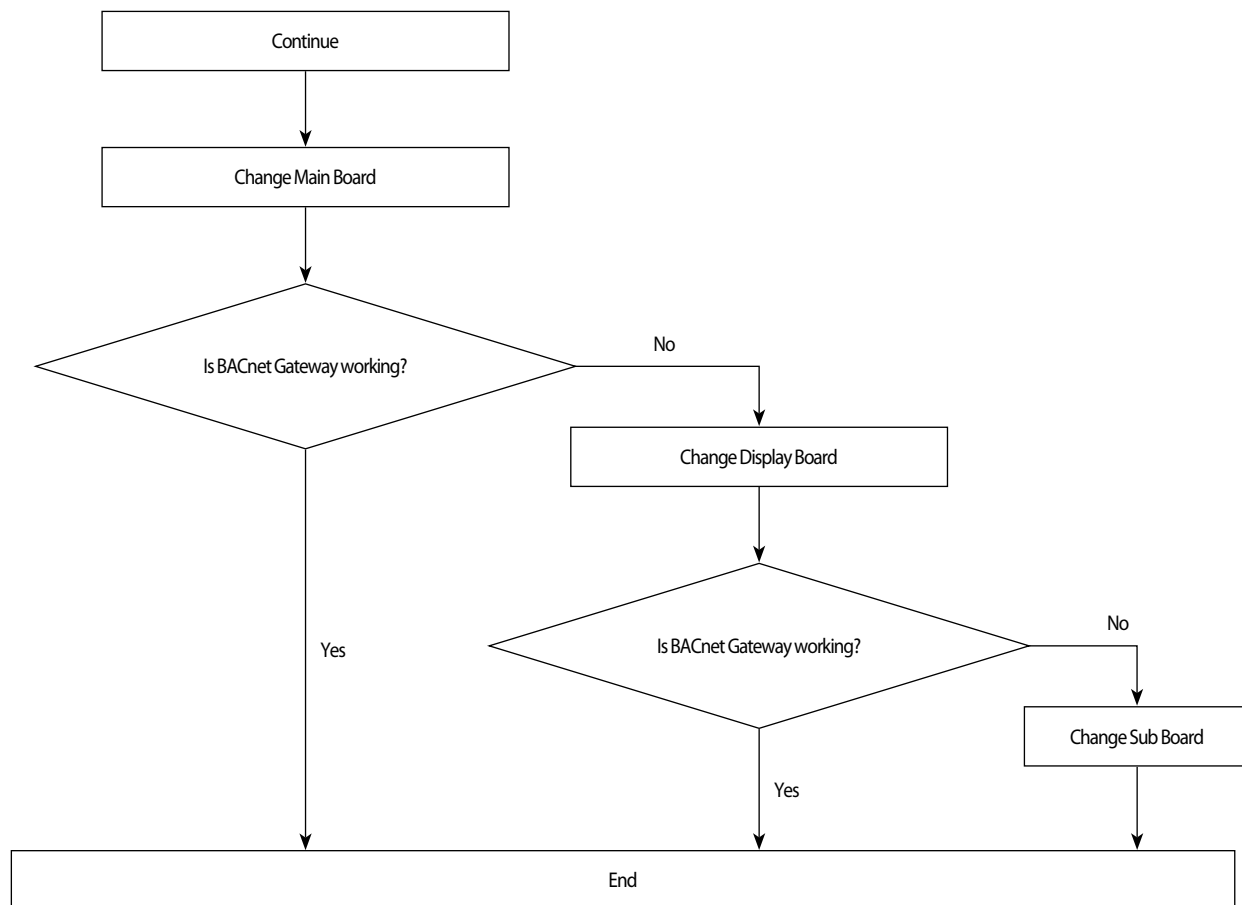 Continue
Change Main Board
Is BACnet Gateway working?
No
Change Display Board
Yes
Is BACnet Gateway working?
No
Change Sub Board
Yes
End